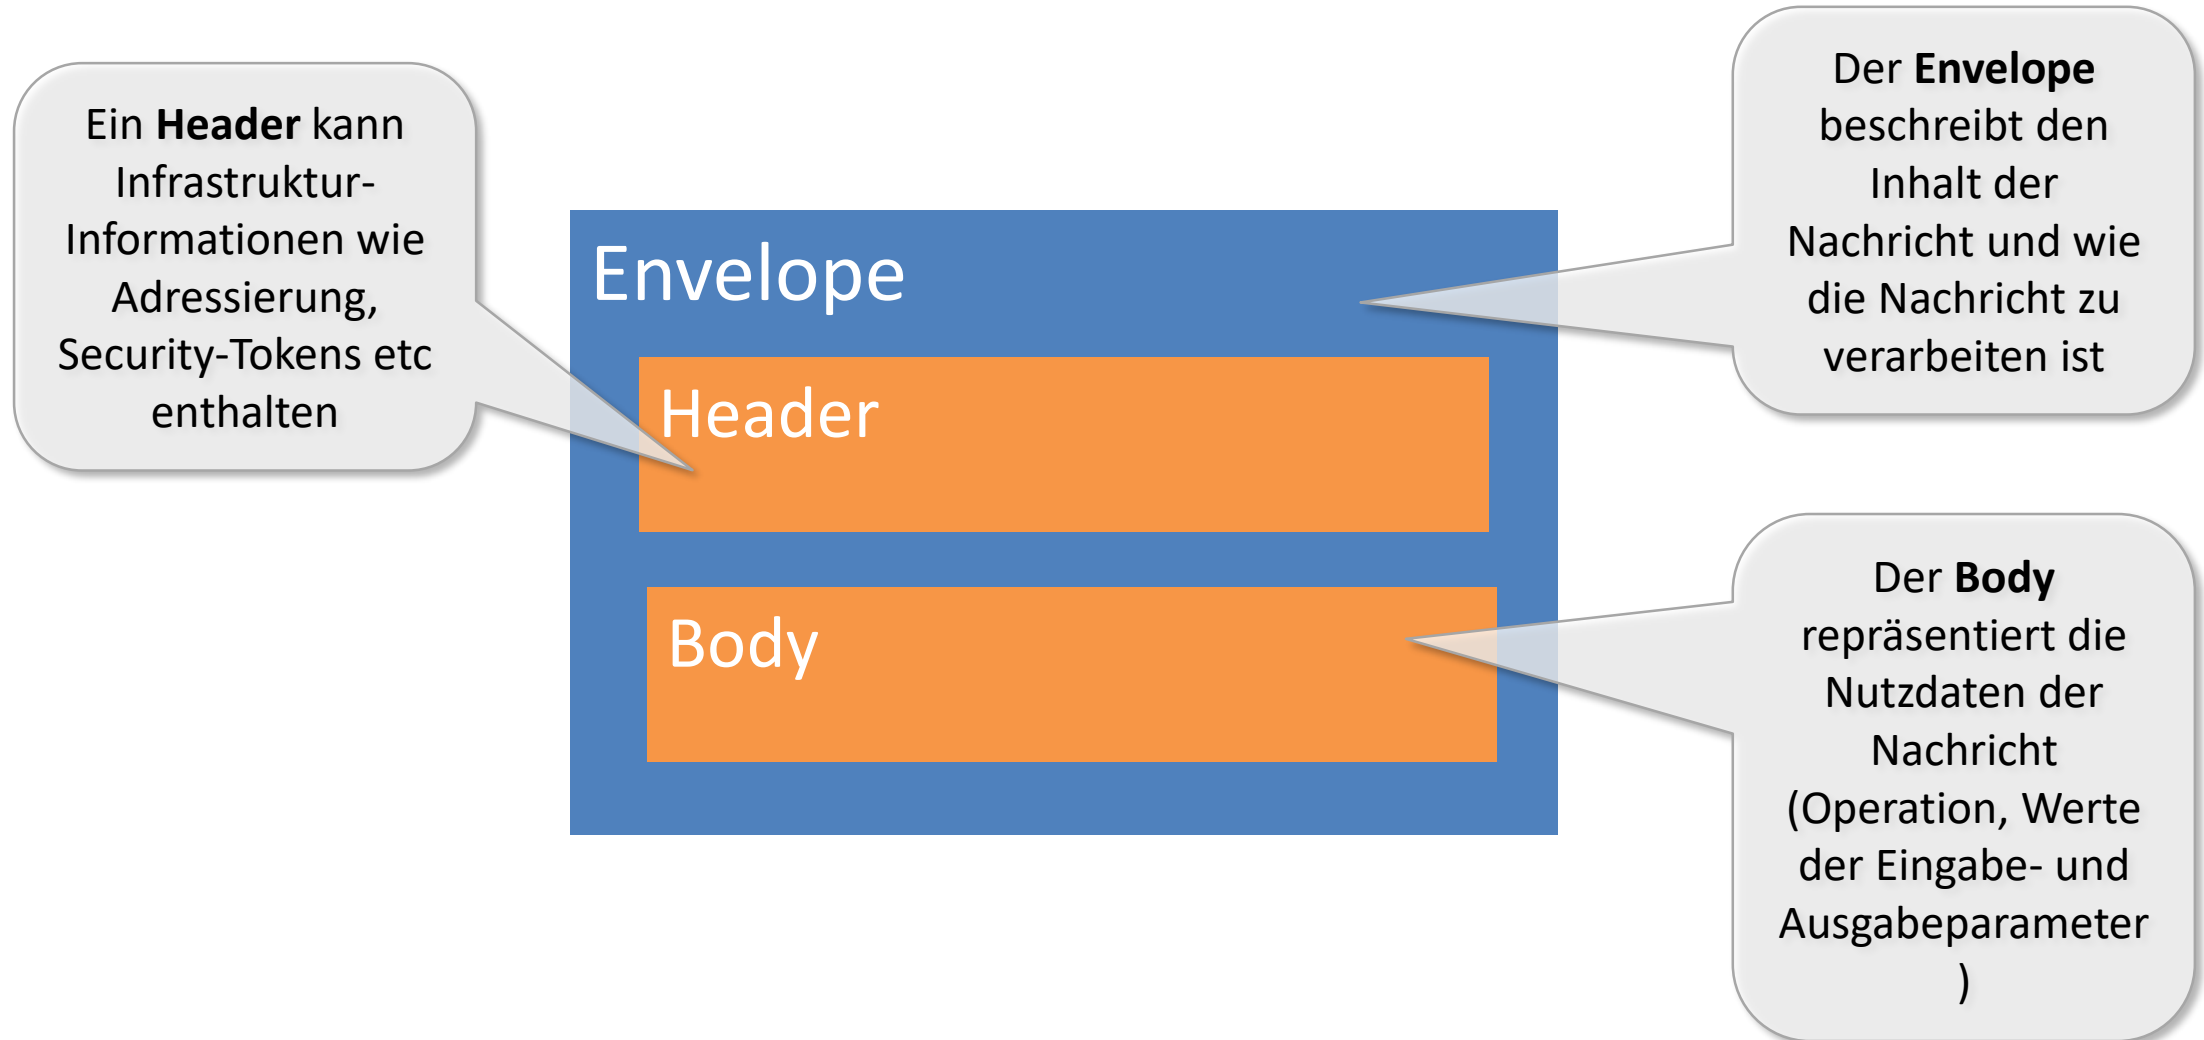 Ein Header kann
Infrastruktur-
Informationen wie
Adressierung,
Security-Tokens etc
enthalten
Envelope
Header
Body
Der Envelope
beschreibt den
Inhalt der
Nachricht und wie
die Nachricht zu
verarbeiten ist
Der Body
repräsentiert die
Nutzdaten der
Nachricht
(Operation, Werte
der Eingabe- und
Ausgabeparameter
)